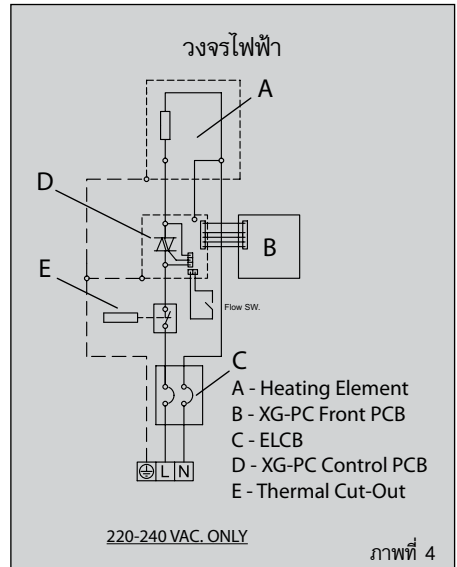 วงจรไฟฟ้า
A
D
B
E
Flow SW.
C
A - Heating Element
B - XG-PC Front PCB
C - ELCB
D - XG-PC Control PCB
E - Thermal Cut-Out
L N
220-240 VAC. ONLY
ภาพที่ 4